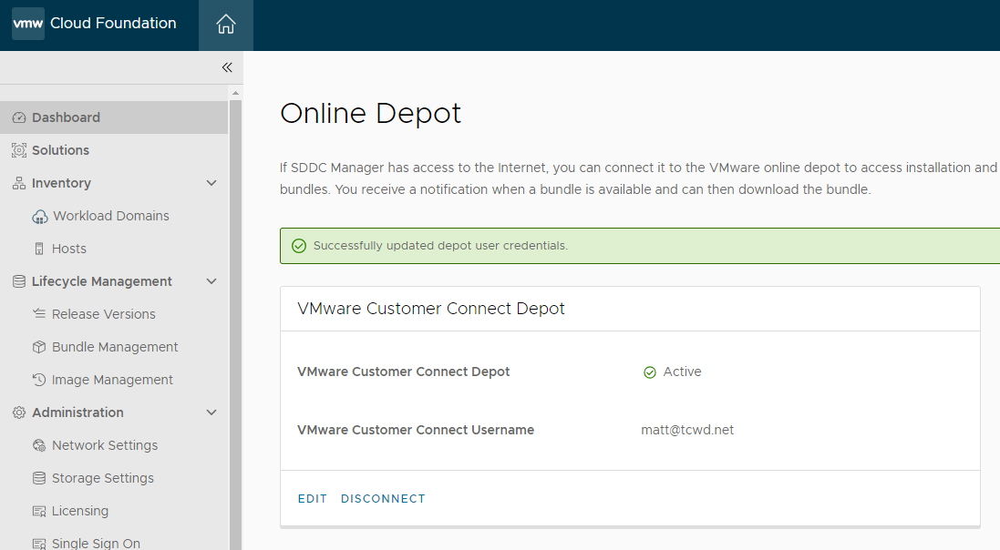 vmw Cloud Foundation
Dashboard
Solutions
Inventory
Workload Domains
Hosts
Lifecycle Management
Release Versions
Bundle Management
Image Management
Administration
Network Settings
Storage Settings
Licensing
Single Sign On
Online Depot
If SDDC Manager has access to the Internet, you can connect it to the VMware online depot to access installation and
bundles. You receive a notification when a bundle is available and can then download the bundle.
Successfully updated depot user credentials.
VMware Customer Connect Depot
VMware Customer Connect Depot Active
VMware Customer Connect Username matt@tcwd.net
EDIT DISCONNECT